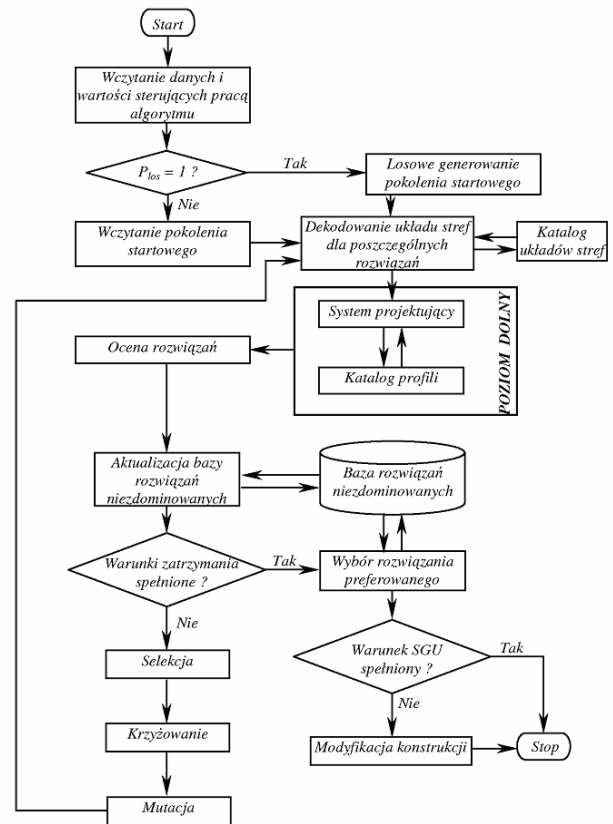 Start
Wczytanie danych i
wartości sterujących pracą
algorytmu
P_los = 1 ?
Tak
Losowe generowanie
pokolenia startowego
Nie
Wczytanie pokolenia
startowego
Dekodowanie układu stref
dla poszczególnych
rozwiązań
Katalog
układów stref
System projektujący
Katalog profili
POZIOM DOLNY
Ocena rozwiązań
Aktualizacja bazy
rozwiązań
niezdominowanych
Baza rozwiązań
niezdominowanych
Warunki zatrzymania
spełnione ?
Tak
Wybór rozwiązania
preferowanego
Nie
Selekcja
Warunek SGU
spełniony ?
Tak
Nie
Krzyżowanie
Modyfikacja konstrukcji
Stop
Mutacja